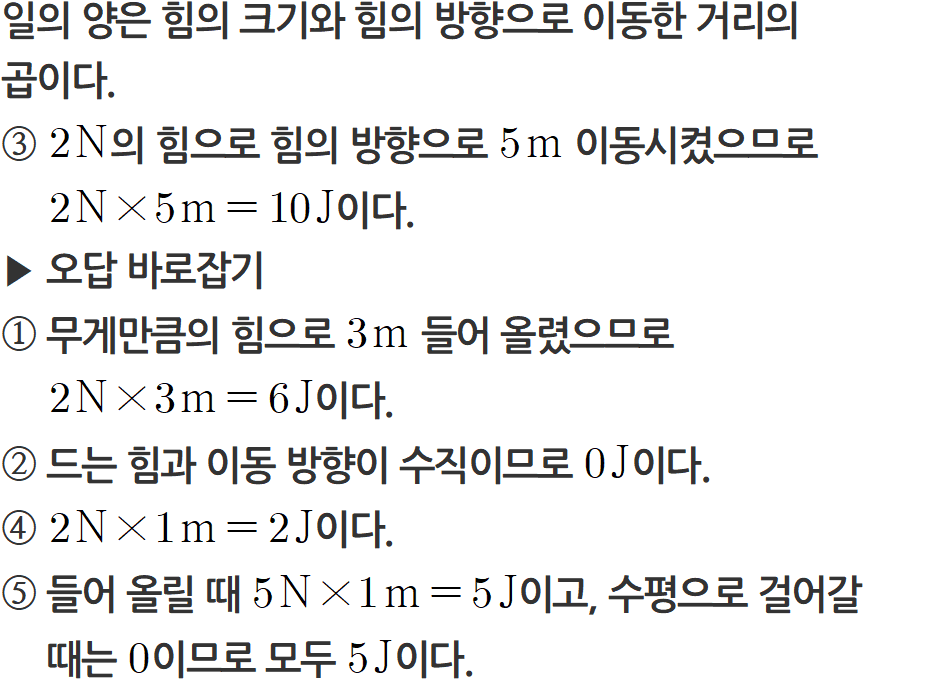 일의 양은 힘의 크기와 힘의 방향으로 이동한 거리의
곱이다.
③ 2N의 힘으로 힘의 방향으로 5m 이동시켰으므로
2N×5m=10J이다.
▶ 오답 바로잡기
① 무게만큼의 힘으로 3m 들어 올렸으므로
2N×3m=6J이다.
② 드는 힘과 이동 방향이 수직이므로 0J이다.
④ 2N×1m=2J이다.
⑤ 들어 올릴 때 5N×1m=5J이고, 수평으로 걸어갈
때는 0이므로 모두 5J이다.